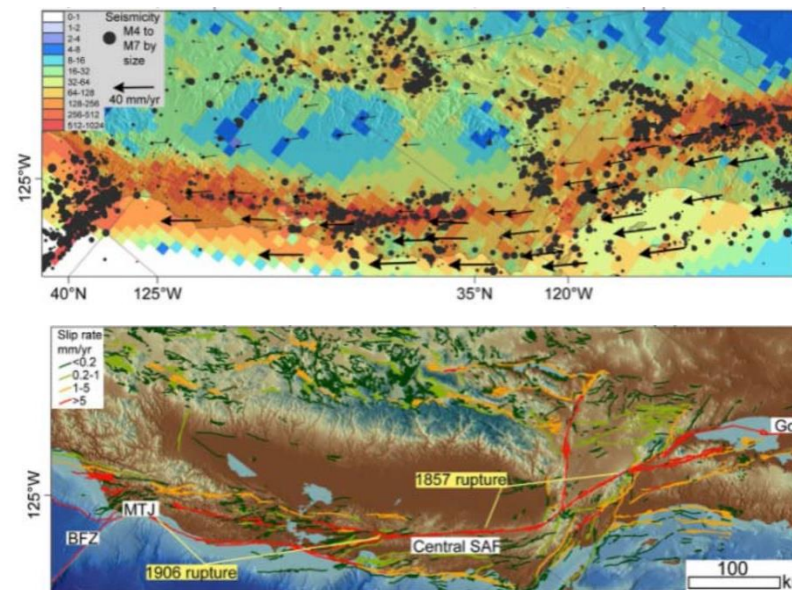 0-1
1-2
2-4
4-8
8-16
16-32
32-64
64-128
128-256
256-512
512-1024
Seismicity
M4 to
M7 by
size
40 mm/yr
125°W
40°N
125°W
35°N
120°W
Slip rate
mm/yr
<0.2
0.2-1
1-5
>5
Go
1857 rupture
125°W
MTJ
BFZ
Central SAF
1906 rupture
100
k